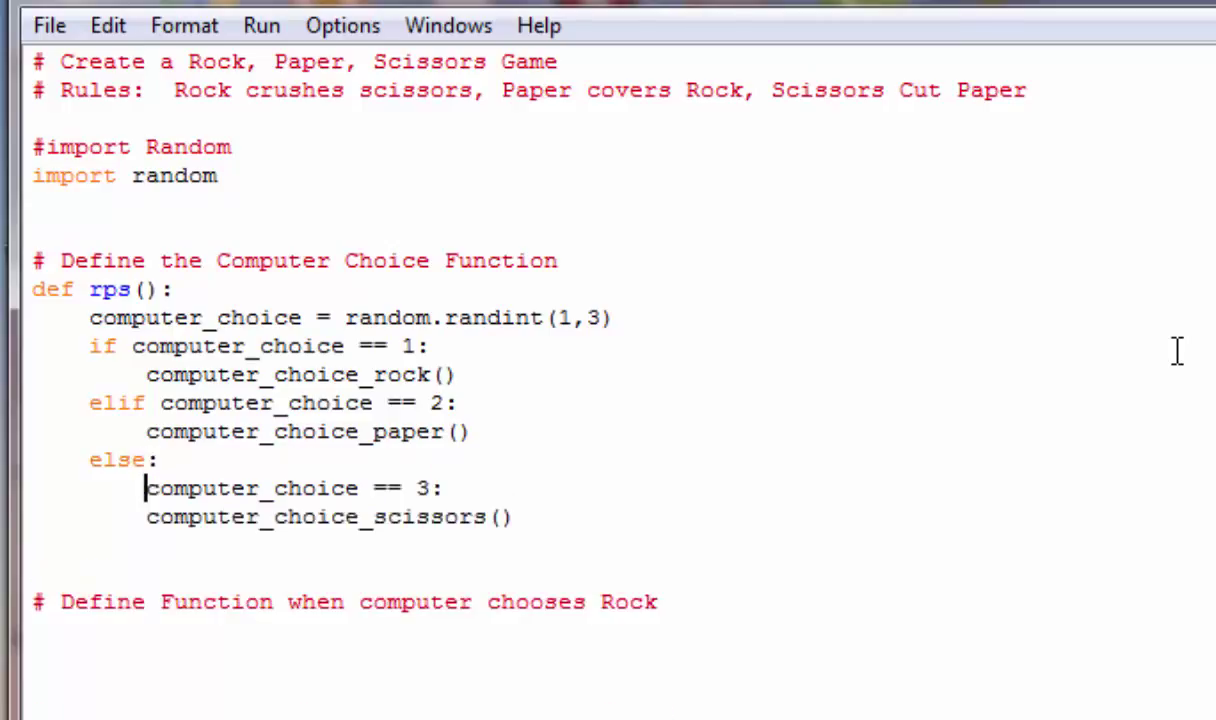 File Edit Format Run Options Windows Help
# Create a Rock, Paper, Scissors Game
# Rules:  Rock crushes scissors, Paper covers Rock, Scissors Cut Paper
#import Random
import random
# Define the Computer Choice Function
def rps():
    computer_choice = random.randint(1,3)
    if computer_choice == 1:
        computer_choice_rock()
    elif computer_choice == 2:
        computer_choice_paper()
    else:
        computer_choice == 3:
        computer_choice_scissors()
# Define Function when computer chooses Rock